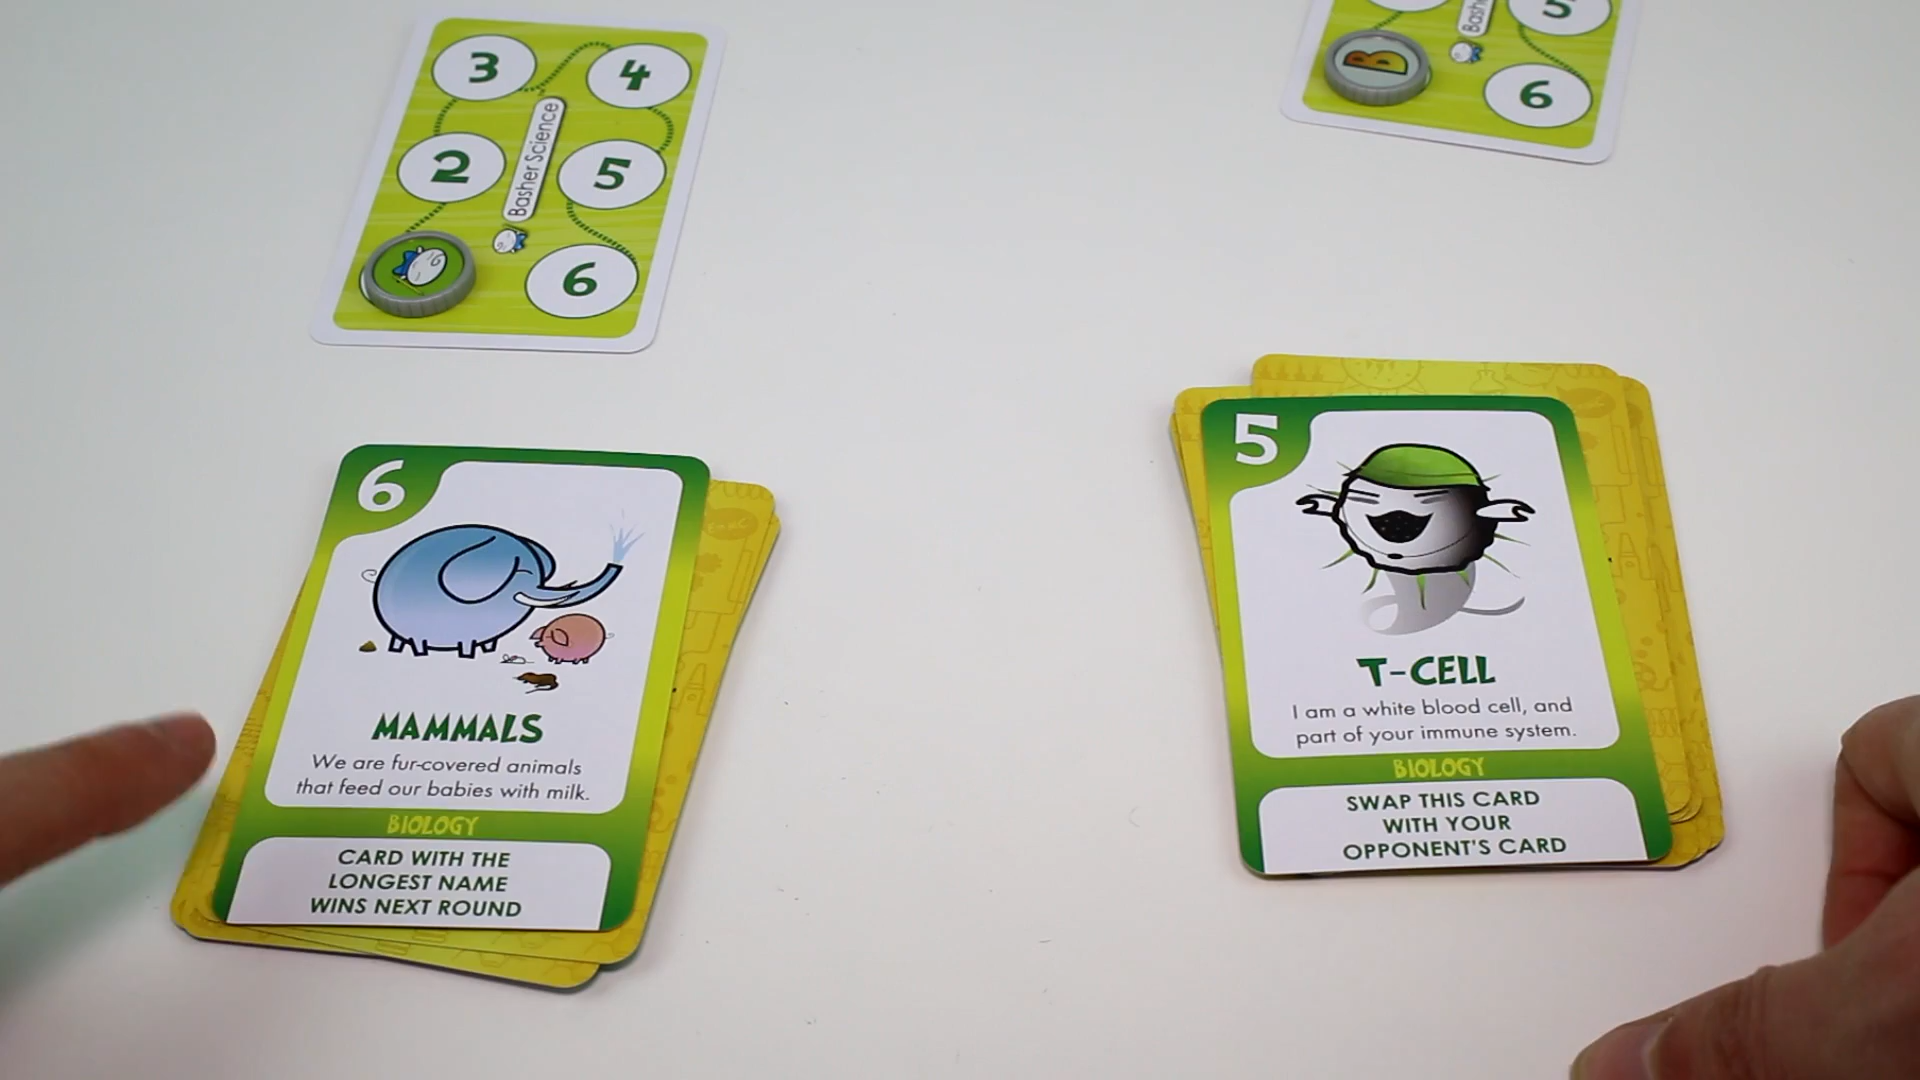 3
4
2
5
6
Basher Science
5
Bash
B
6
6
MAMMALS
We are fur-covered animals
that feed our babies with milk.
BIOLOGY
CARD WITH THE
LONGEST NAME
WINS NEXT ROUND
5
T-CELL
I am a white blood cell, and
part of your immune system.
BIOLOGY
SWAP THIS CARD
WITH YOUR
OPPONENT'S CARD